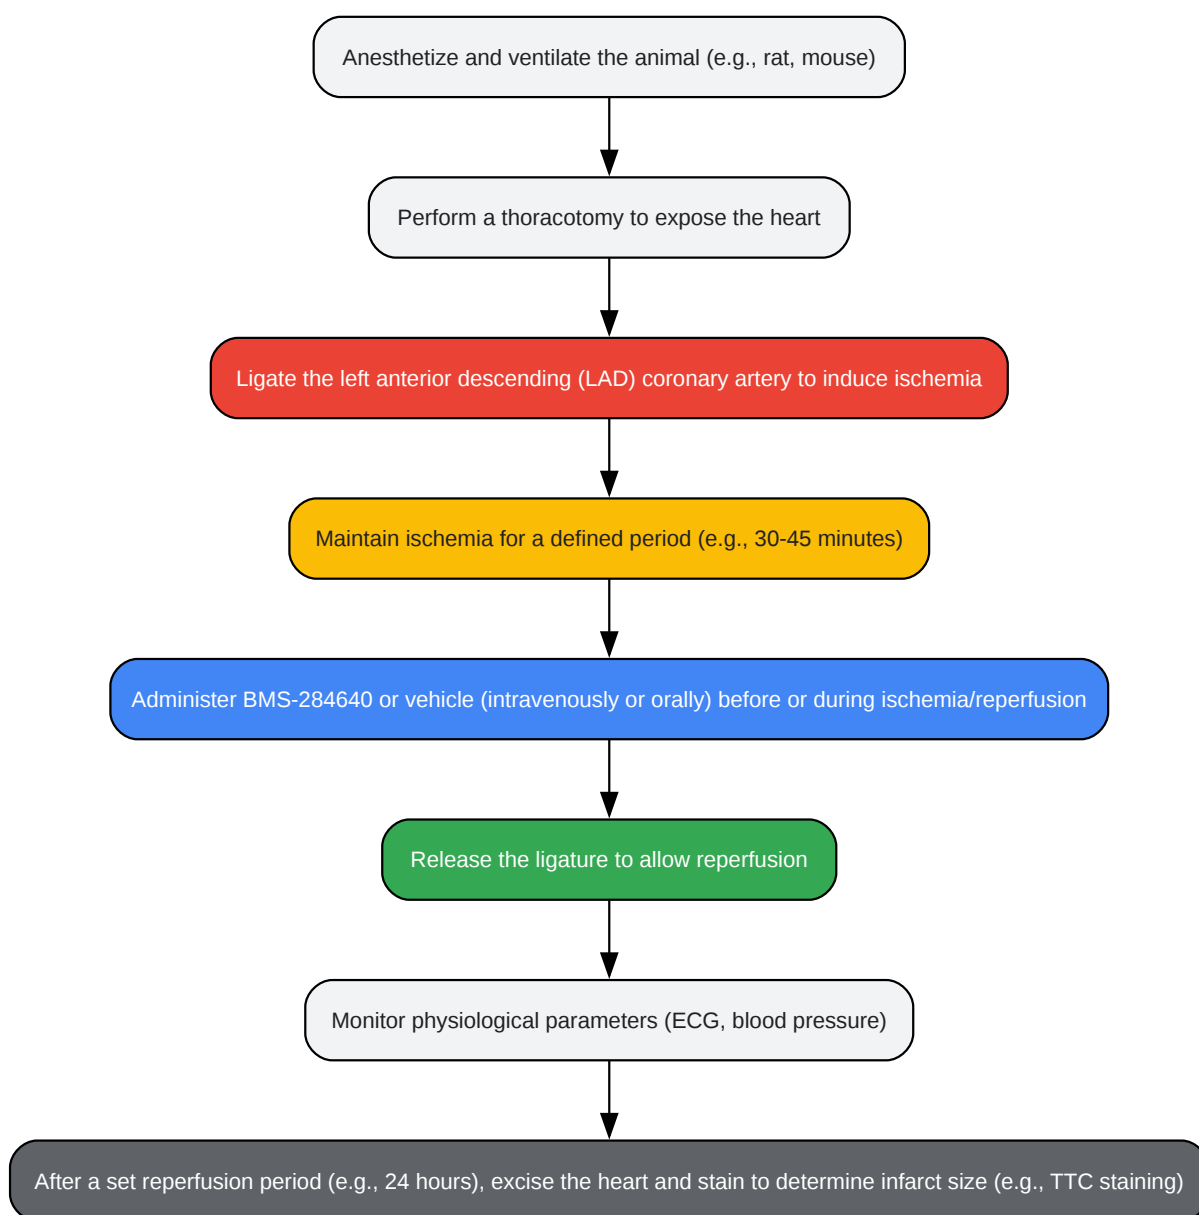 Anesthetize and ventilate the animal (e.g., rat, mouse)
Perform a thoracotomy to expose the heart
Ligate the left anterior descending (LAD) coronary artery to induce ischemia
Maintain ischemia for a defined period (e.g., 30-45 minutes)
Administer BMS-284640 or vehicle (intravenously or orally) before or during ischemia/reperfusion
Release the ligature to allow reperfusion
Monitor physiological parameters (ECG, blood pressure)
After a set reperfusion period (e.g., 24 hours), excise the heart and stain to determine infarct size (e.g., TTC staining)